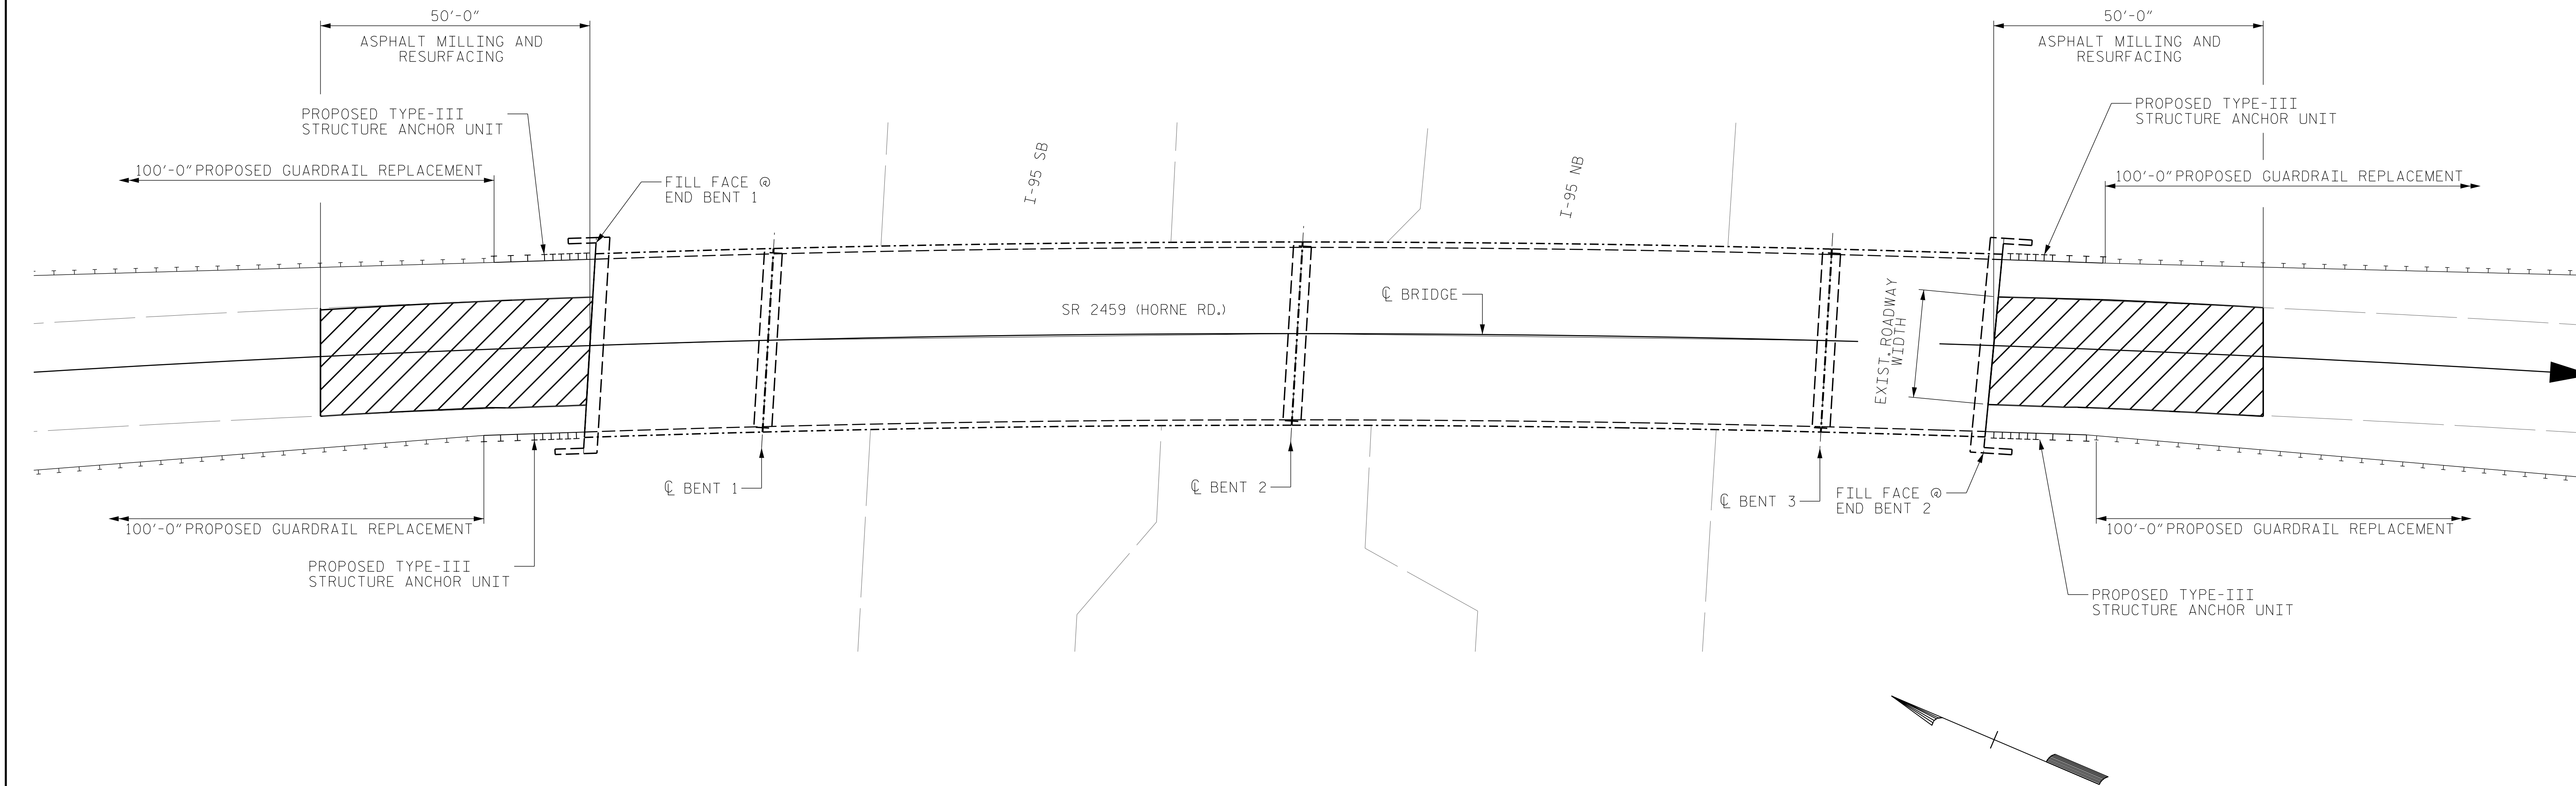 50'-0"
ASPHALT MILLING AND
RESURFACING
PROPOSED TYPE-III
STRUCTURE ANCHOR UNIT
100'-0" PROPOSED GUARDRAIL REPLACEMENT
FILL FACE @
END BENT 1
I-95 SB
I-95 NB
50'-0"
ASPHALT MILLING AND
RESURFACING
PROPOSED TYPE-III
STRUCTURE ANCHOR UNIT
100'-0" PROPOSED GUARDRAIL REPLACEMENT
SR 2459 (HORNE RD.)
℄ BRIDGE
EXIST. ROADWAY
WIDTH
℄ BENT 1
℄ BENT 2
℄ BENT 3
FILL FACE @
END BENT 2
100'-0" PROPOSED GUARDRAIL REPLACEMENT
PROPOSED TYPE-III
STRUCTURE ANCHOR UNIT
100'-0" PROPOSED GUARDRAIL REPLACEMENT
PROPOSED TYPE-III
STRUCTURE ANCHOR UNIT